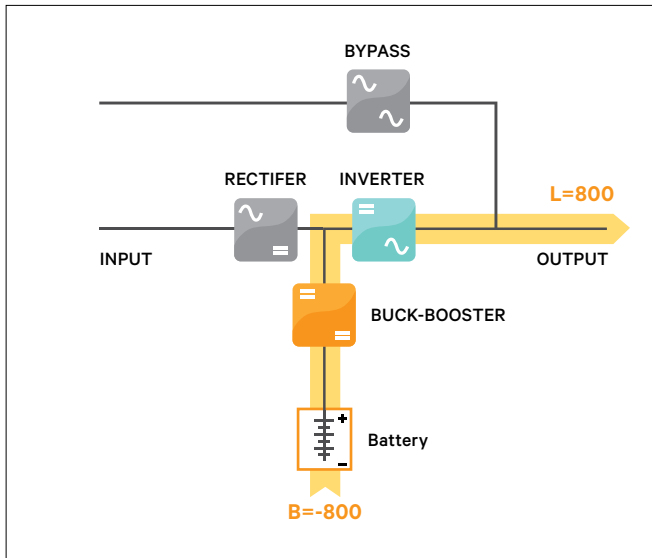 BYPASS
RECTIFER
INVERTER
L=800
INPUT
OUTPUT
BUCK-BOOSTER
+
Battery
–
B=-800